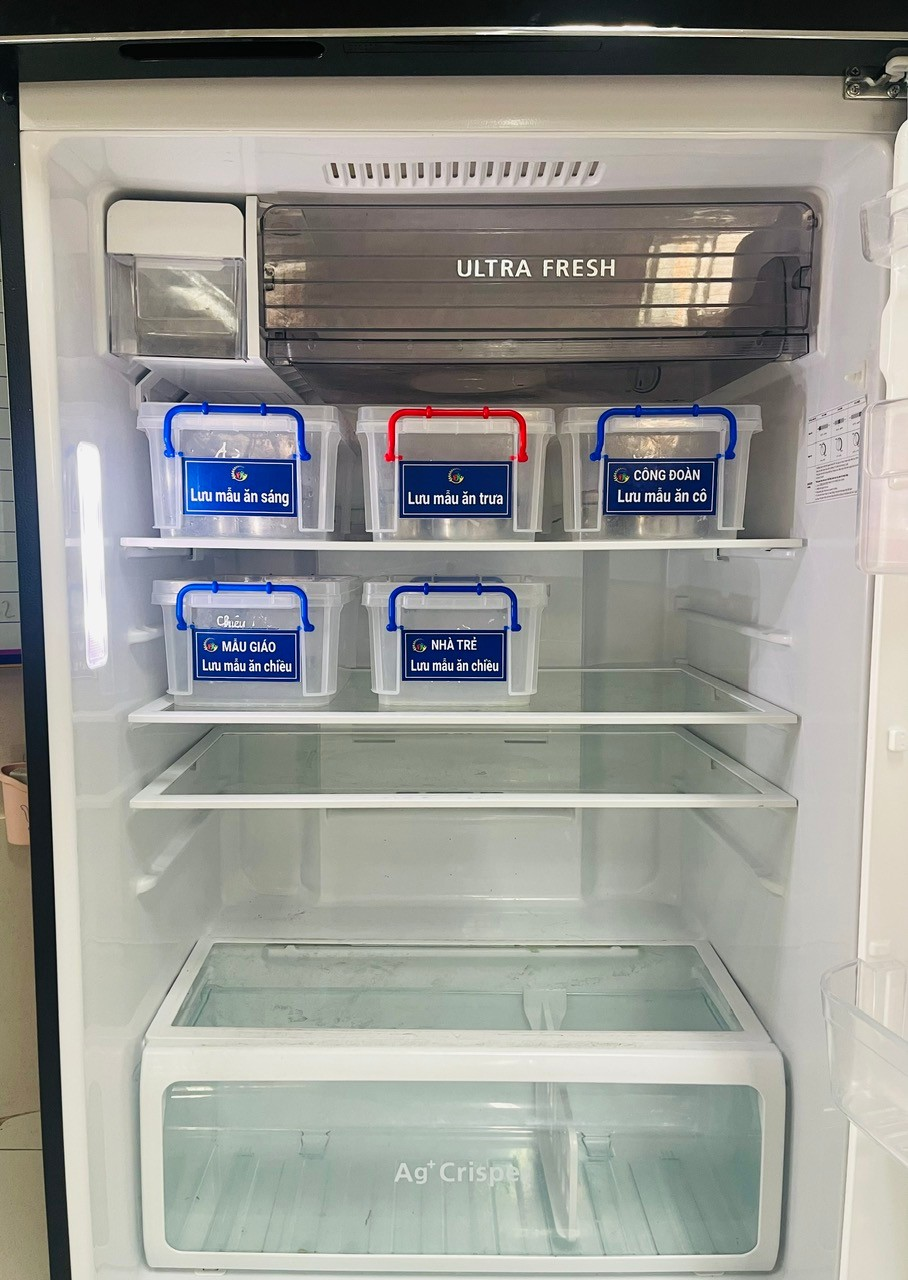 ULTRA FRESH
Lưu mẫu ăn sáng
Lưu mẫu ăn trưa
CÔNG ĐOÀN
Lưu mẫu ăn cô
Chiều
MẪU GIÁO
Lưu mẫu ăn chiều
NHÀ TRẺ
Lưu mẫu ăn chiều
Ag+ Crispe